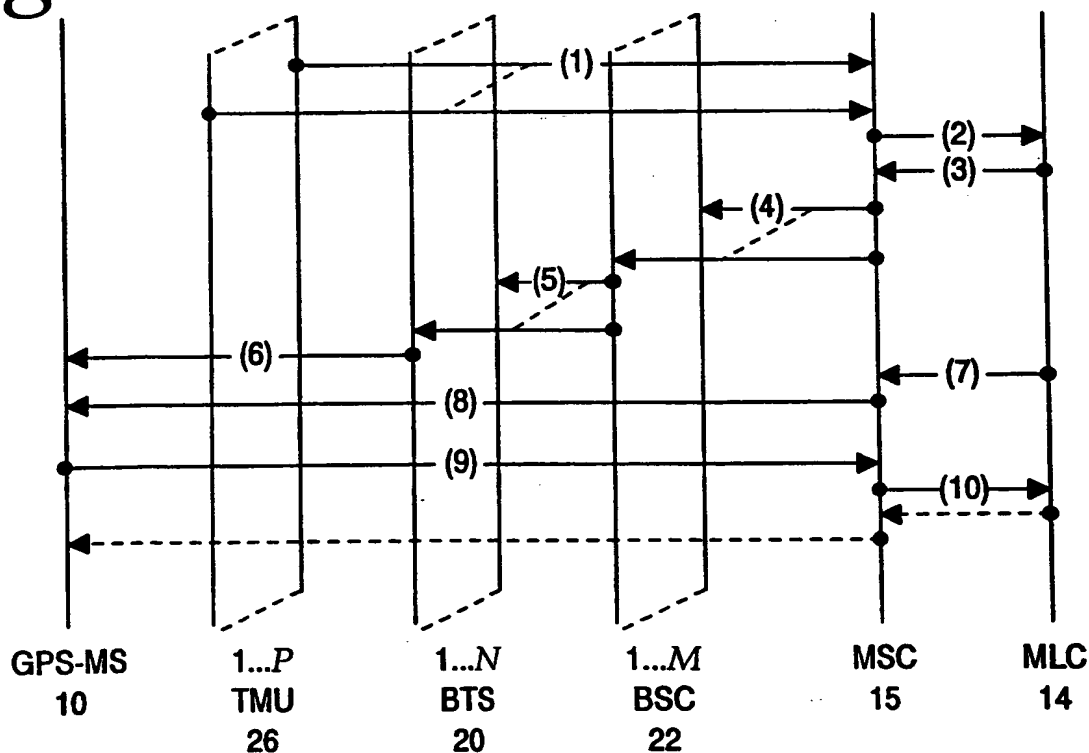 g
(1)
(2)
(3)
(4)
(5)
(6)
(7)
(8)
(9)
(10)
GPS-MS 1...P 1...N 1...M MSC MLC
10 TMU BTS BSC 15 14
26 20 22